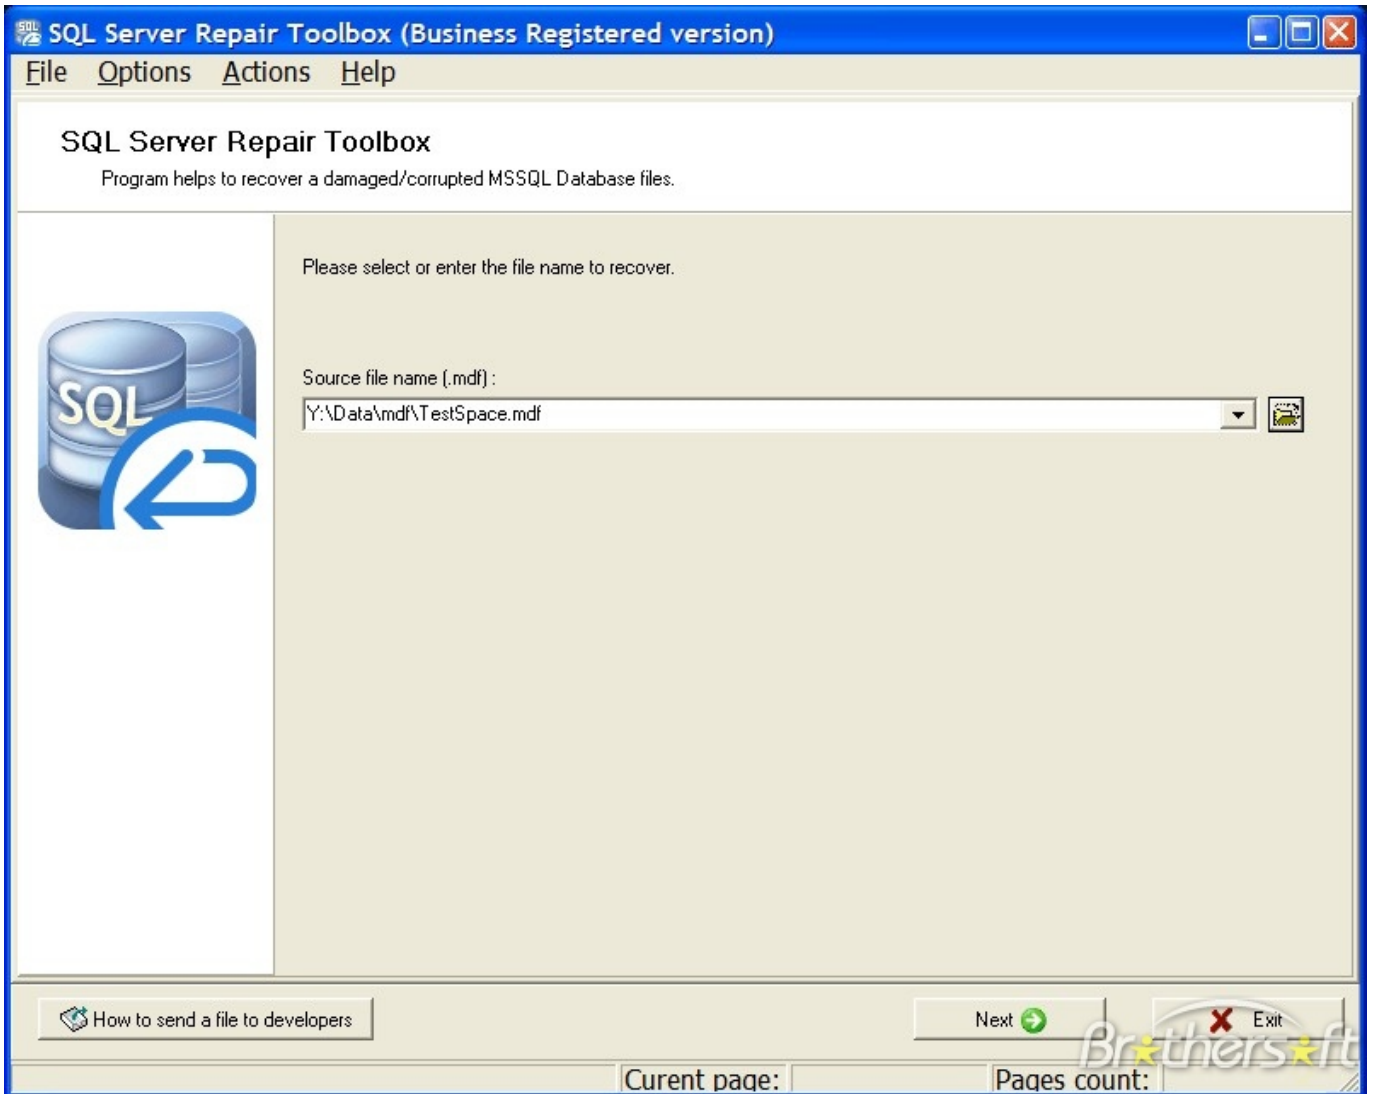 SQL Server Repair Toolbox (Business Registered version)
File Options Actions Help
SQL Server Repair Toolbox
Program helps to recover a damaged/corrupted MSSQL Database files.
Please select or enter the file name to recover.
SQL
Source file name (.mdf) :
Y:\Data\mdf\TestSpace.mdf
How to send a file to developers
Next
Exit
Brothersoft
Curent page:
Pages count: